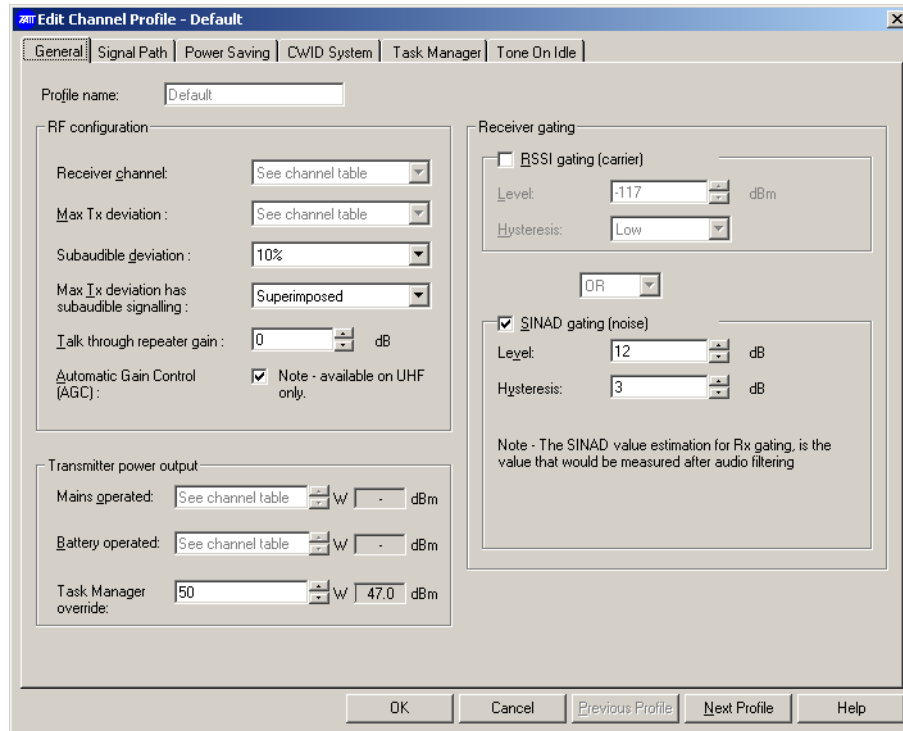 TAIT Edit Channel Profile - Default
General Signal Path Power Saving CWID System Task Manager Tone On Idle
Profile name: Default
RF configuration
Receiver channel: See channel table
Max Tx deviation : See channel table
Subaudible deviation : 10%
Max Tx deviation has
subaudible signalling : Superimposed
Talk through repeater gain : 0 dB
Automatic Gain Control
(AGC) :
Note - available on UHF
only.
Transmitter power output
Mains operated: See channel table W - dBm
Battery operated: See channel table W - dBm
Task Manager
override: 50 W 47.0 dBm
Receiver gating
RSSI gating (carrier)
Level: -117 dBm
Hysteresis: Low
OR
SINAD gating (noise)
Level: 12 dB
Hysteresis: 3 dB
Note - The SINAD value estimation for Rx gating, is the
value that would be measured after audio filtering
OK Cancel Previous Profile Next Profile Help